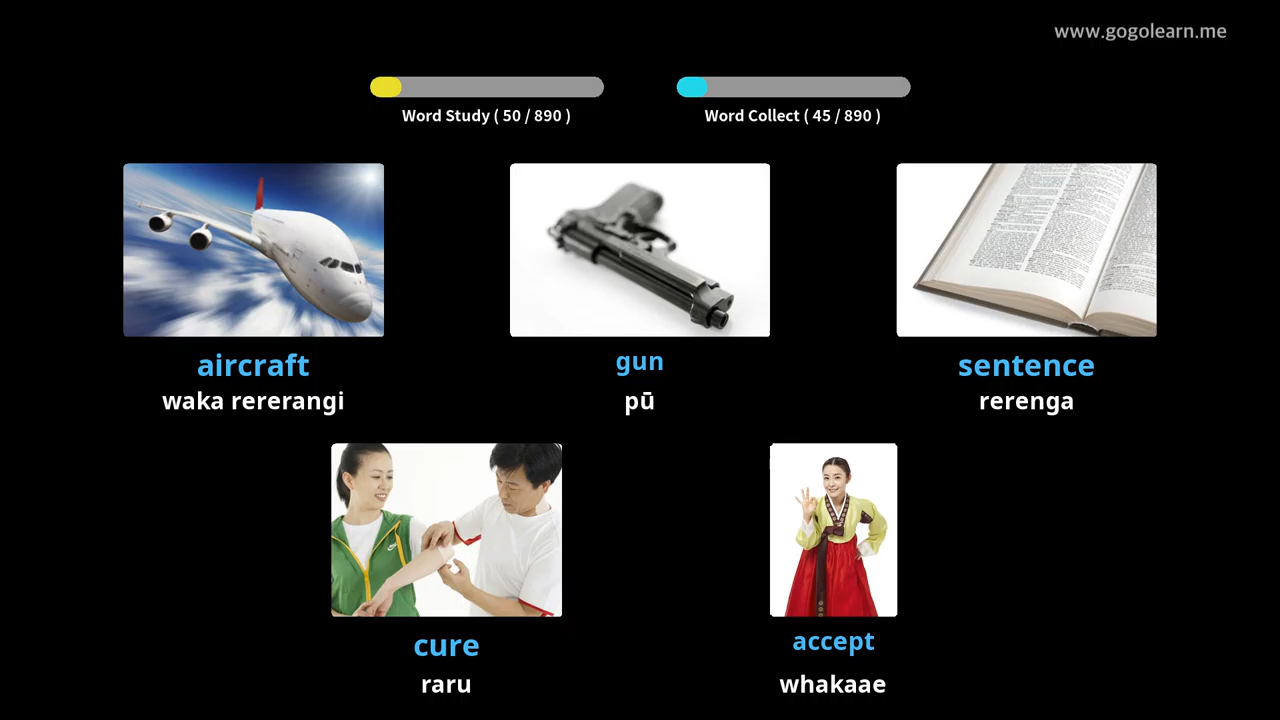 www.gogolearn.me
Word Study ( 50 / 890 )
Word Collect ( 45 / 890 )
aircraft
waka rererangi
gun
pū
sentence
rerenga
cure
raru
accept
whakaae